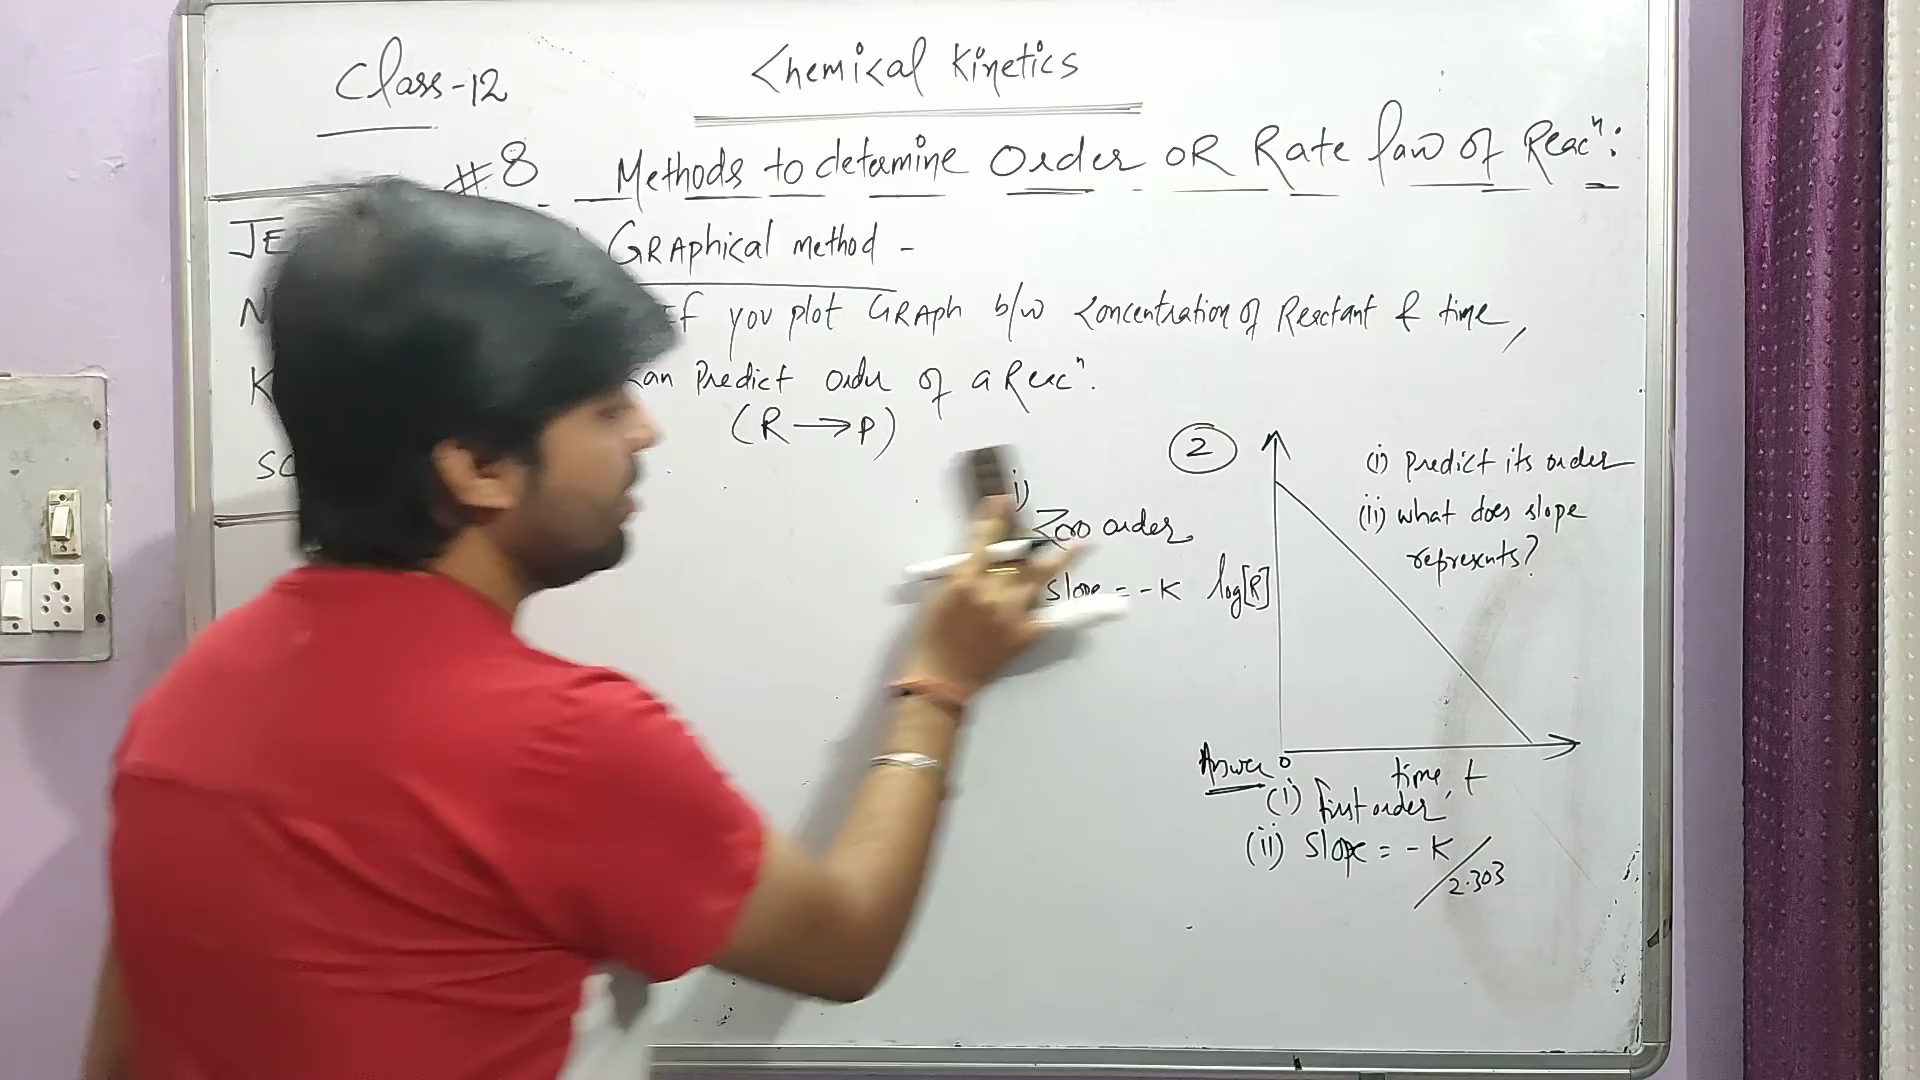 Class-12
Chemical Kinetics
#8 Methods to determine Order OR Rate law of Reacⁿ:
JE
GRAphical method -
N
If you plot GRAph b/w Concentration of Reactant & time,
K
can Predict order of a Reacⁿ.
(R → P)
SC
i)
Zero order
slope = -K
2
(i) Predict its order
(ii) what does slope
represents?
log[R]
0
time, t
Answer
(i) first order
(ii) Slope = -K/2.303